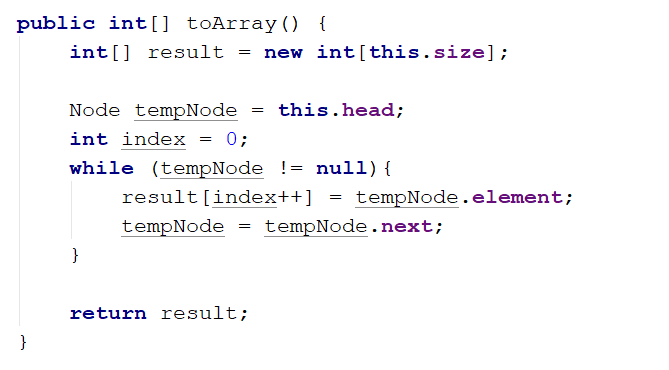 public int[] toArray() {
    int[] result = new int[this.size];

    Node tempNode = this.head;
    int index = 0;
    while (tempNode != null){
        result[index++] = tempNode.element;
        tempNode = tempNode.next;
    }

    return result;
}